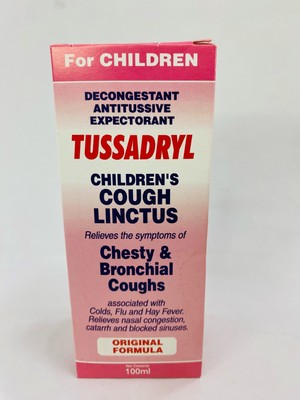 For CHILDREN
DECONGESTANT
ANTITUSSIVE
EXPECTORANT
TUSSADRYL
CHILDREN'S
COUGH
LINCTUS
Relieves the symptoms of
Chesty &
Bronchial
Coughs
associated with
Colds, Flu and Hay Fever.
Relieves nasal congestion,
catarrh and blocked sinuses.
ORIGINAL
FORMULA
100ml